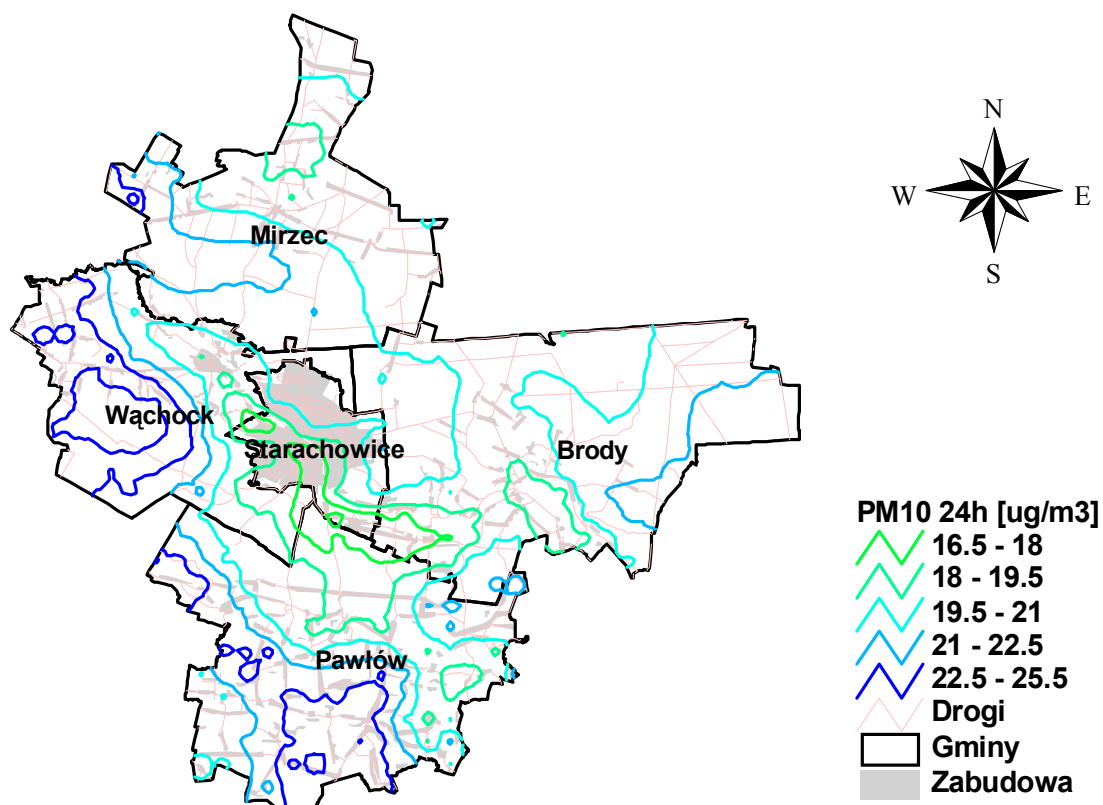 N
W
E
S
Mirzec
Wąchock
Starachowice
Brody
Pawłów
PM10 24h [ug/m3]
16.5 - 18
18 - 19.5
19.5 - 21
21 - 22.5
22.5 - 25.5
Drogi
Gminy
Zabudowa